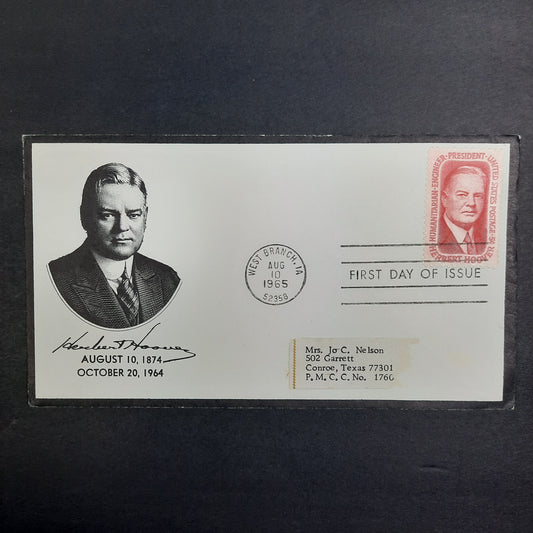 Herbert Hoover
AUGUST 10, 1874
OCTOBER 20, 1964
WEST BRANCH, IA
AUG
10
1965
52358
FIRST DAY OF ISSUE
HERBERT HOOVER HUMANITARIAN·ENGINEER·PRESIDENT·UNITED STATES POSTAGE·5¢
Mrs. Jo C. Nelson
502 Garrett
Conroe, Texas 77301
P. M. C. C. No. 1760